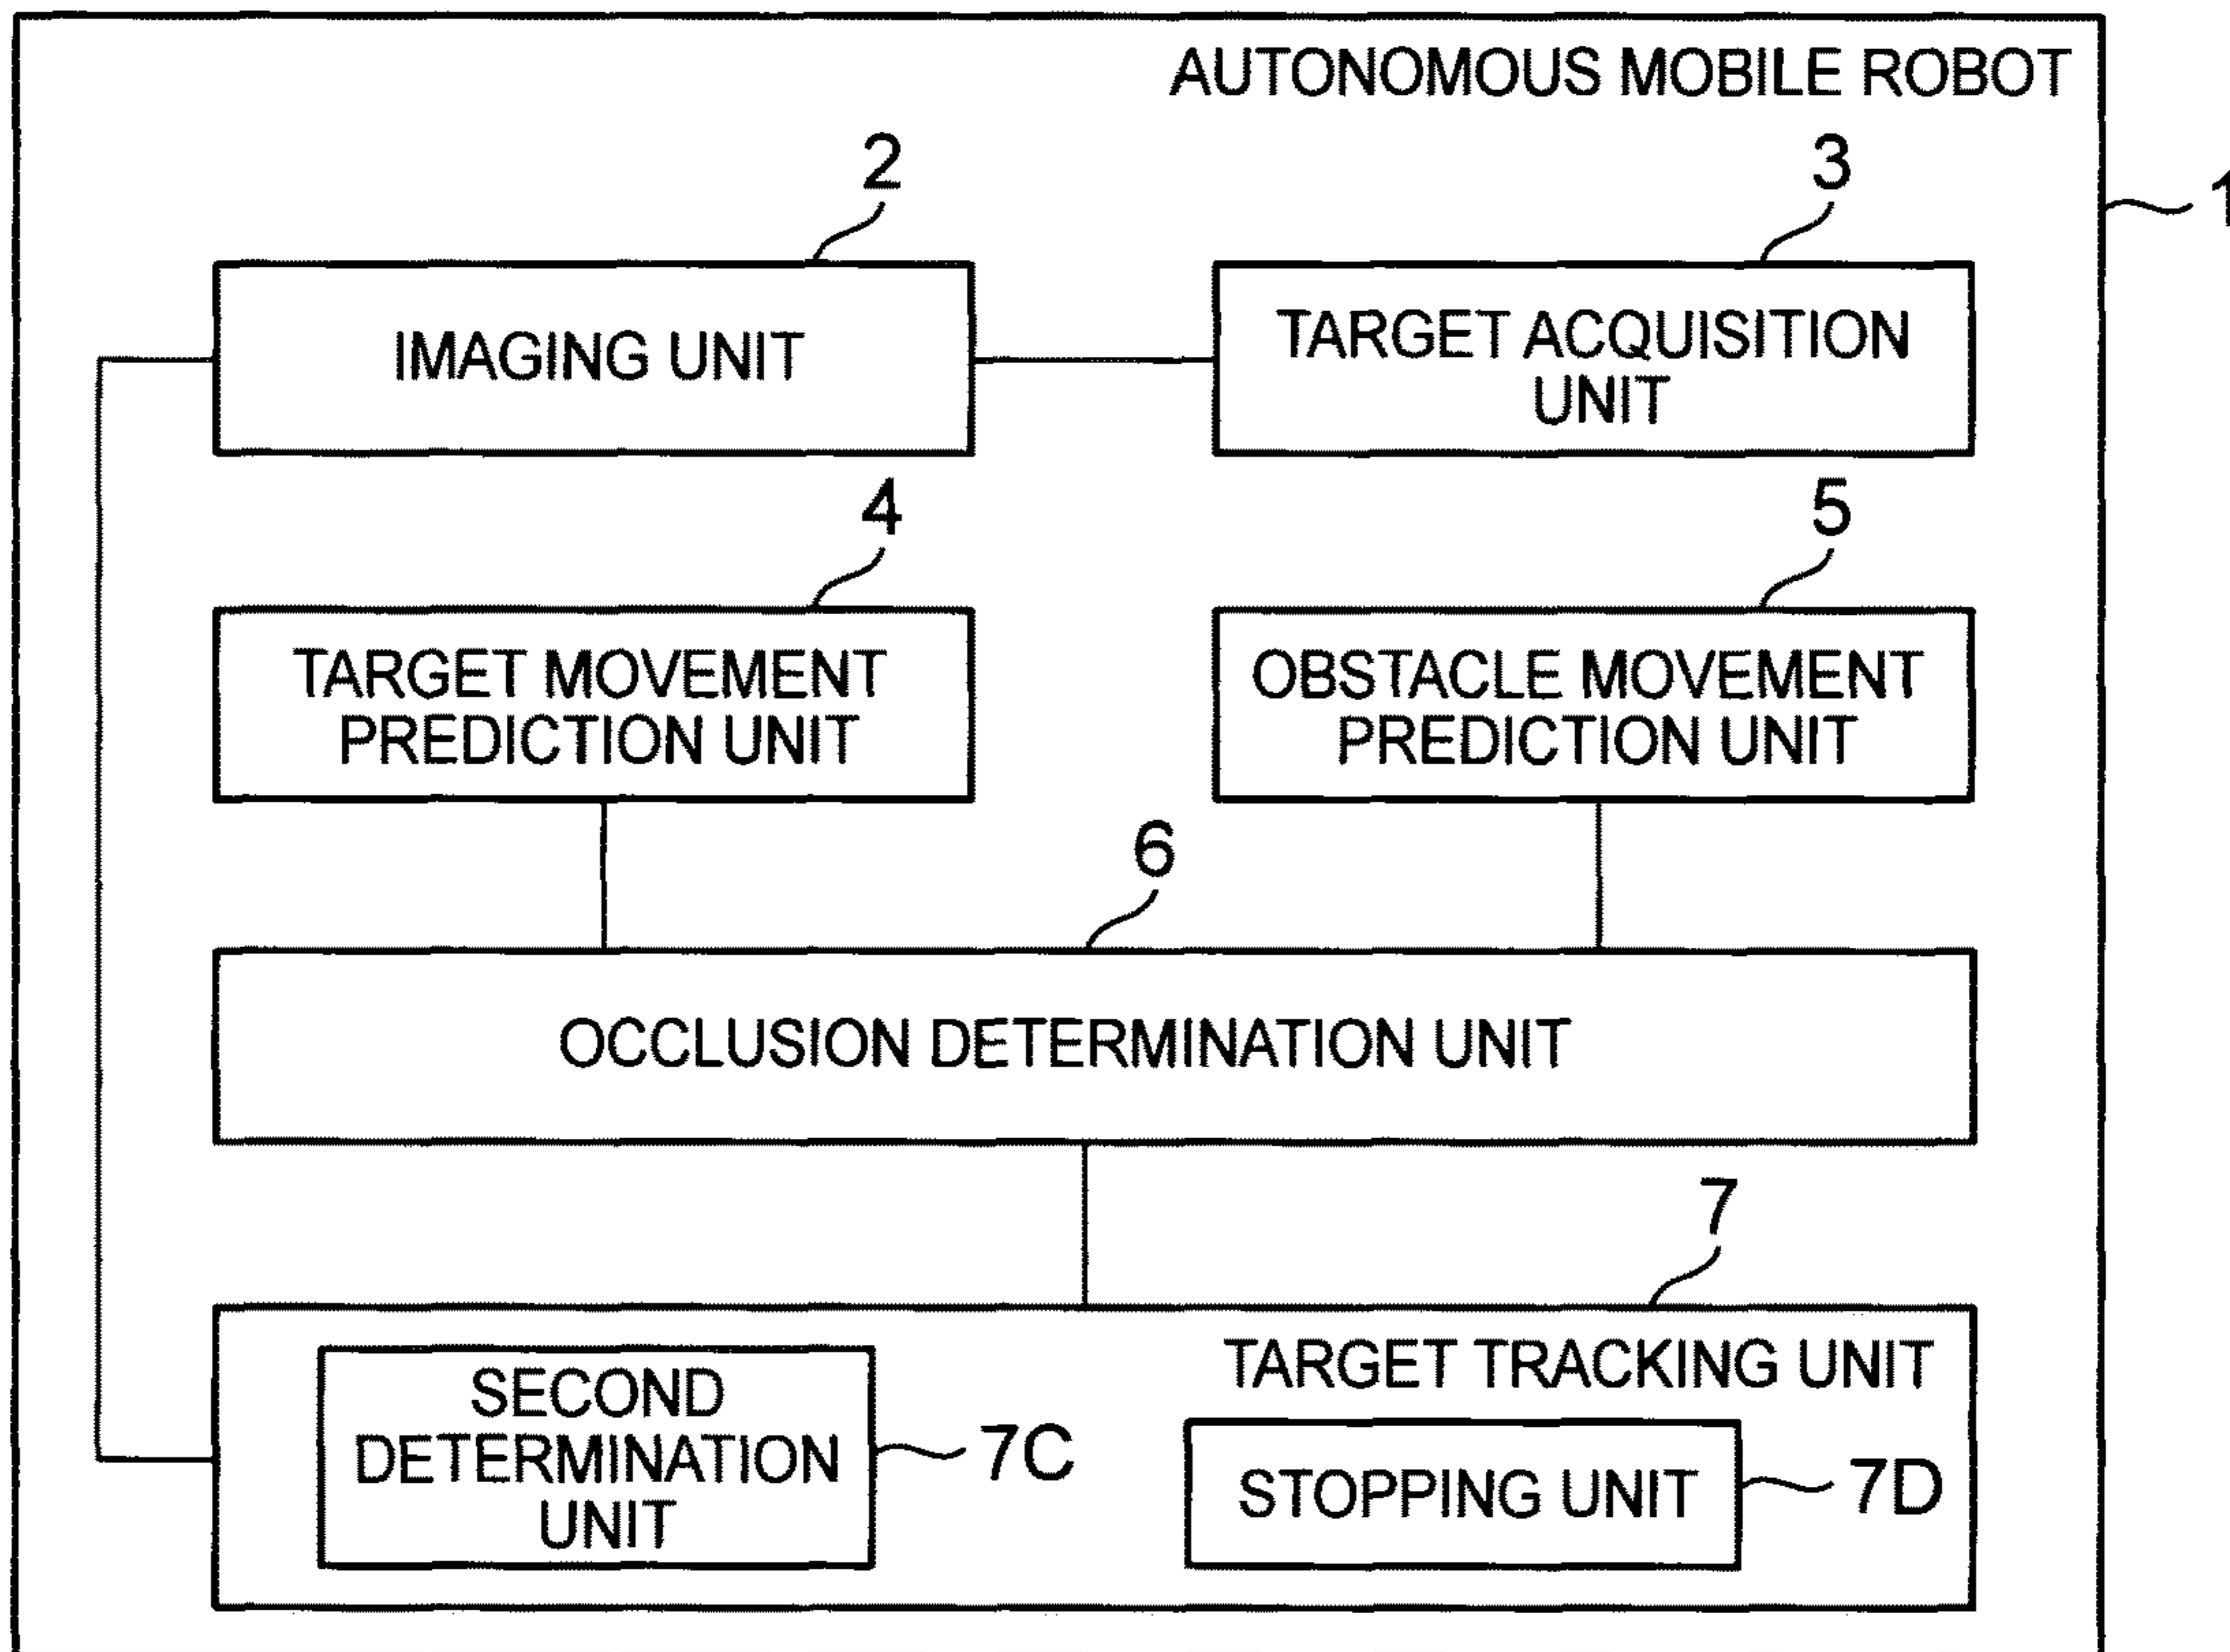 AUTONOMOUS MOBILE ROBOT
1
2
3
IMAGING UNIT
TARGET ACQUISITION
UNIT
4
5
TARGET MOVEMENT
PREDICTION UNIT
OBSTACLE MOVEMENT
PREDICTION UNIT
6
OCCLUSION DETERMINATION UNIT
7
TARGET TRACKING UNIT
SECOND
DETERMINATION
UNIT
7C
STOPPING UNIT
7D